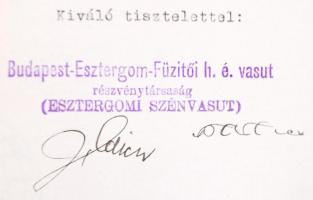 Kiváló tisztelettel:
Budapest-Esztergom-Füzitői h. é. vasut
részvénytársaság
(ESZTERGOMI SZÉNVASUT)